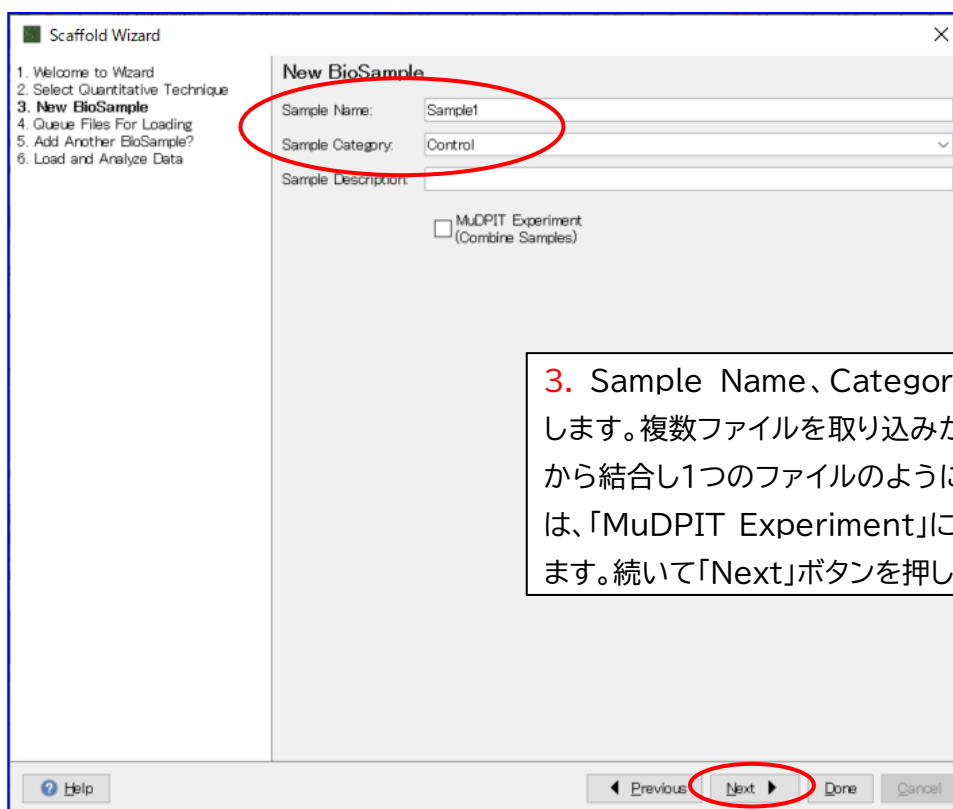 Scaffold Wizard
1. Welcome to Wizard
2. Select Quantitative Technique
3. New BioSample
4. Queue Files For Loading
5. Add Another BioSample?
6. Load and Analyze Data
New BioSample
Sample Name: Sample1
Sample Category: Control
Sample Description:
MuDPIT Experiment
(Combine Samples)
3. Sample Name、Categor
します。複数ファイルを取り込みか
から結合し1つのファイルのように
は、「MuDPIT Experiment」に
ます。続いて「Next」ボタンを押し
Help
Previous
Next
Done
Cancel